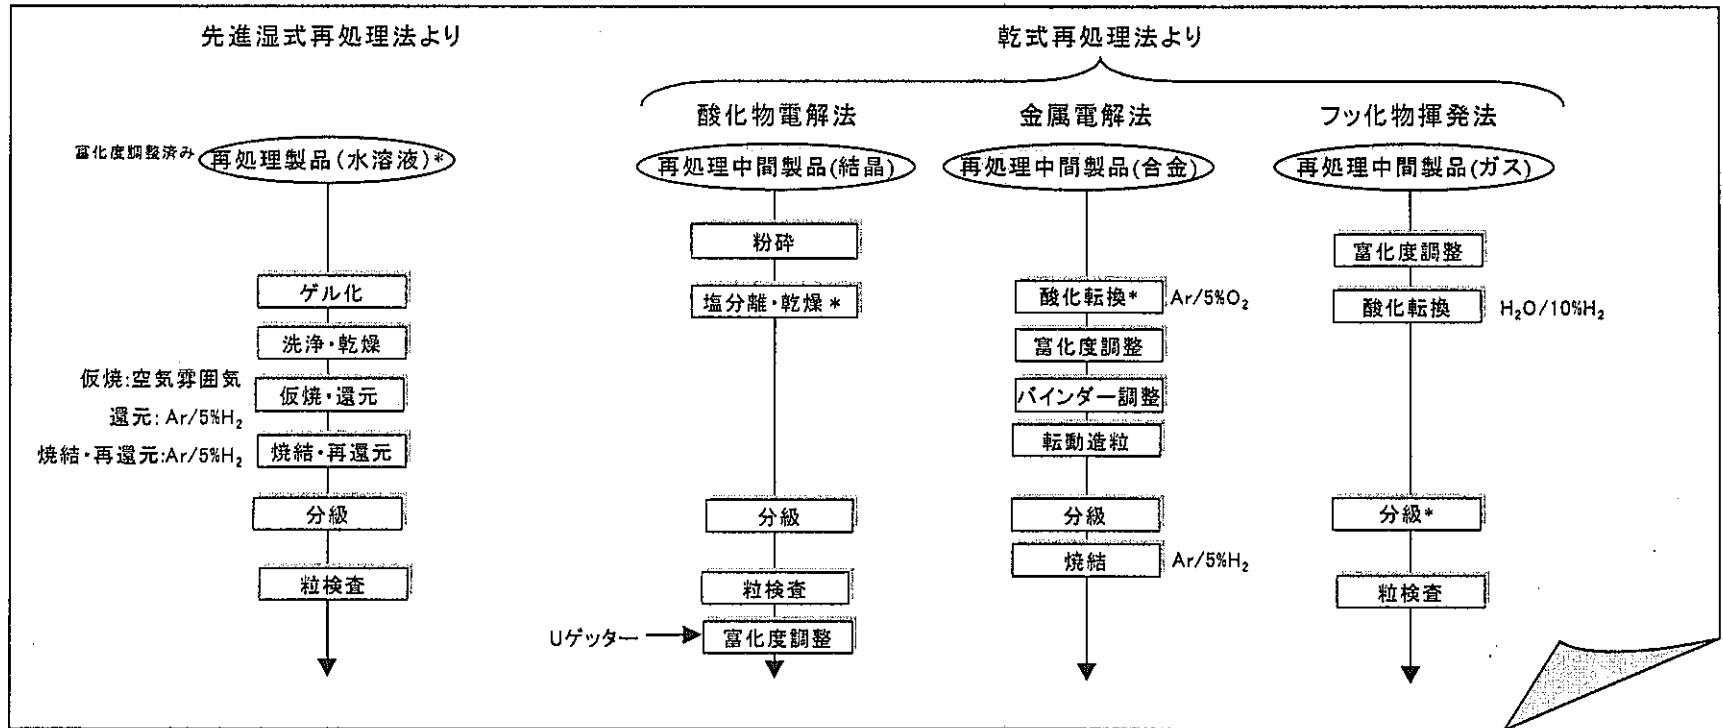 先進湿式再処理法より
乾式再処理法より
酸化物電解法
金属電解法
フッ化物揮発法
富化度調整済み
再処理製品(水溶液)*
再処理中間製品(結晶)
再処理中間製品(合金)
再処理中間製品(ガス)
ゲル化
洗浄・乾燥
仮焼:空気雰囲気
還元: Ar/5%H₂
仮焼・還元
焼結・再還元:Ar/5%H₂
焼結・再還元
分級
粒検査
粉砕
塩分離・乾燥*
分級
粒検査
Uゲッター
富化度調整
酸化転換*
Ar/5%O₂
富化度調整
バインダー調整
転動造粒
分級
焼結
Ar/5%H₂
富化度調整
酸化転換
H₂O/10%H₂
分級*
粒検査